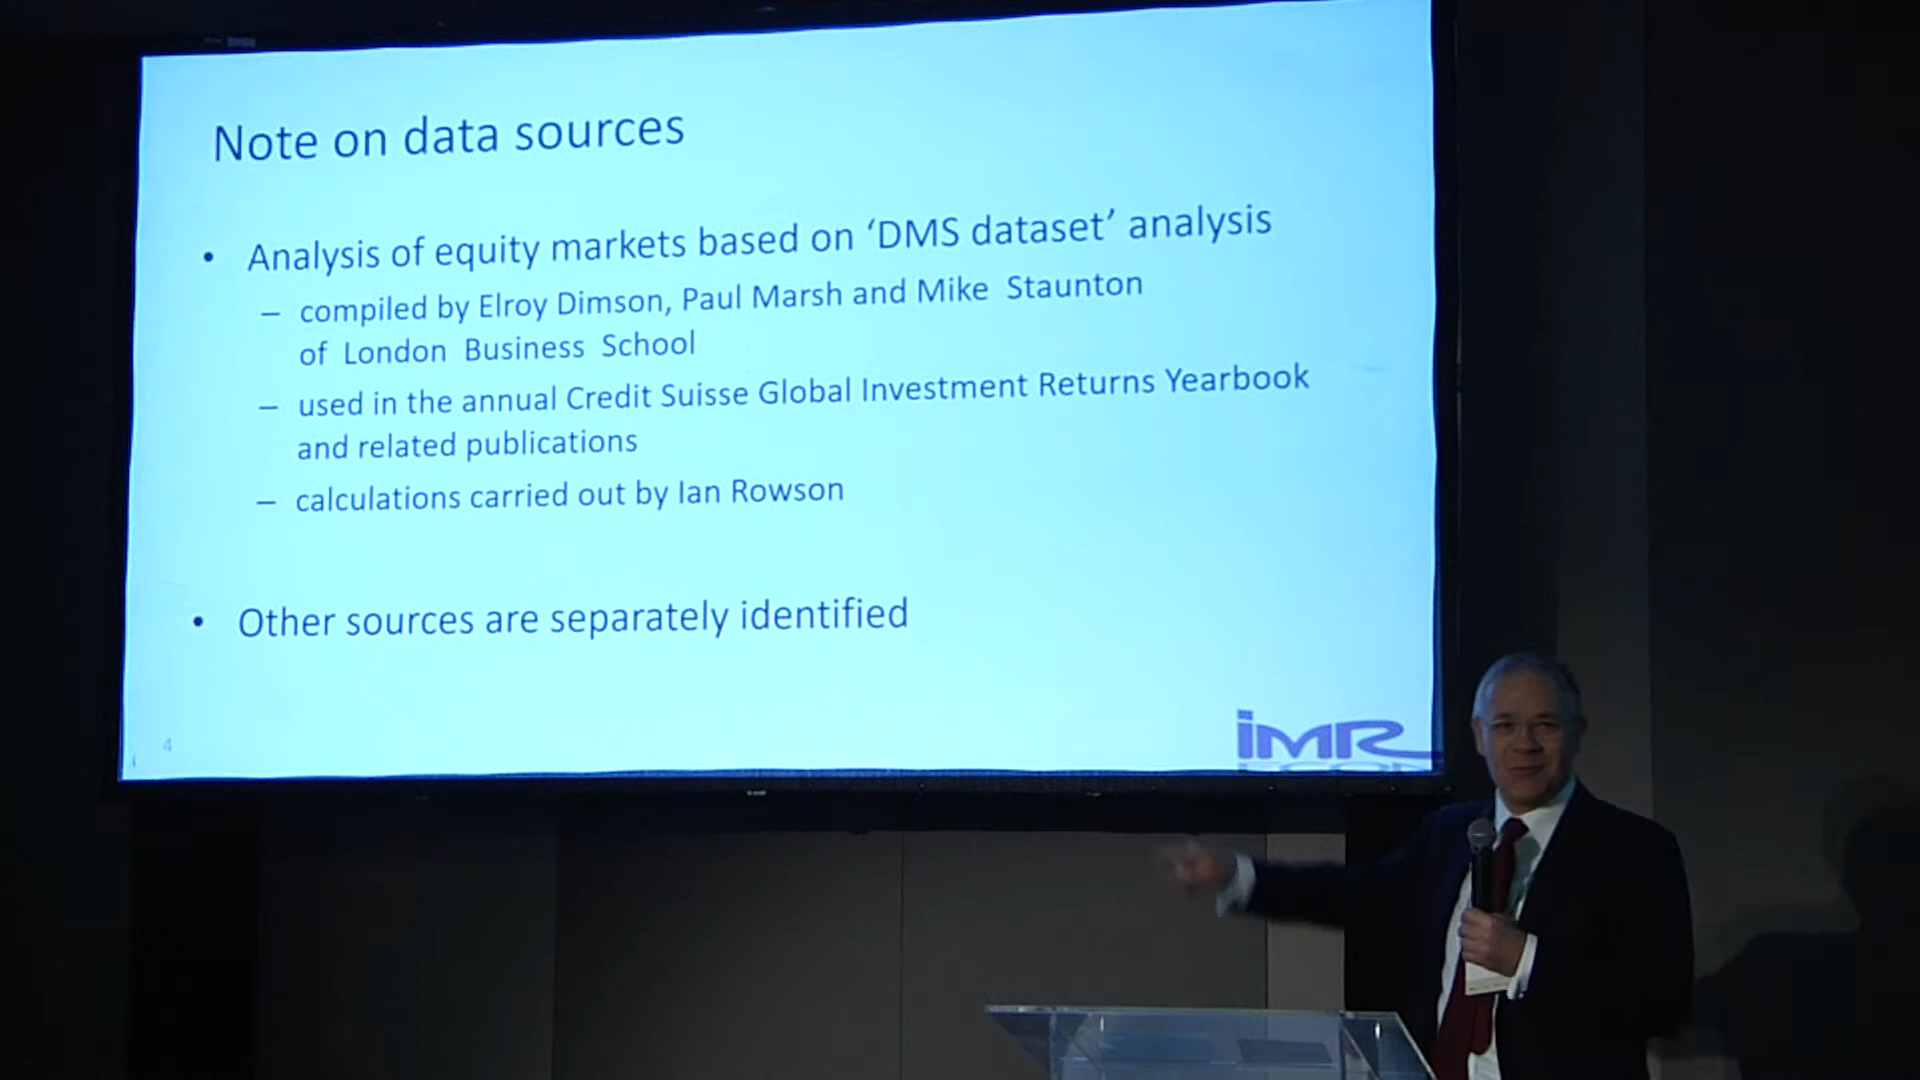 Note on data sources
• Analysis of equity markets based on ‘DMS dataset’ analysis
– compiled by Elroy Dimson, Paul Marsh and Mike Staunton
of London Business School
– used in the annual Credit Suisse Global Investment Returns Yearbook
and related publications
– calculations carried out by Ian Rowson
• Other sources are separately identified
4
iMR